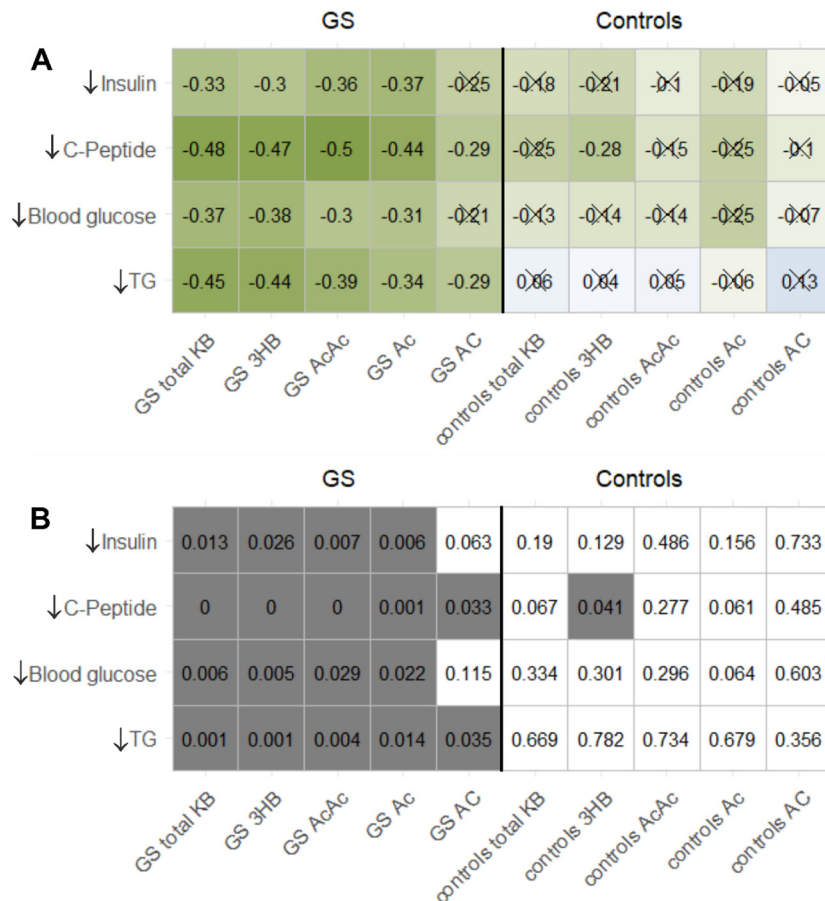 GS Controls
A
↓Insulin -0.33 -0.3 -0.36 -0.37 -0.25 -0.18 -0.21 -0.1 -0.19 -0.05
↓C-Peptide -0.48 -0.47 -0.5 -0.44 -0.29 -0.25 -0.28 -0.15 -0.25 -0.1
↓Blood glucose -0.37 -0.38 -0.3 -0.31 -0.21 -0.13 -0.14 -0.14 -0.25 -0.07
↓TG -0.45 -0.44 -0.39 -0.34 -0.29 0.06 0.04 0.05 -0.06 0.13
GS total KB GS 3HB GS AcAc GS Ac GS AC controls total KB controls 3HB controls AcAc controls Ac controls AC
GS Controls
B
↓Insulin 0.013 0.026 0.007 0.006 0.063 0.19 0.129 0.486 0.156 0.733
↓C-Peptide 0 0 0 0.001 0.033 0.067 0.041 0.277 0.061 0.485
↓Blood glucose 0.006 0.005 0.029 0.022 0.115 0.334 0.301 0.296 0.064 0.603
↓TG 0.001 0.001 0.004 0.014 0.035 0.669 0.782 0.734 0.679 0.356
GS total KB GS 3HB GS AcAc GS Ac GS AC controls total KB controls 3HB controls AcAc controls Ac controls AC